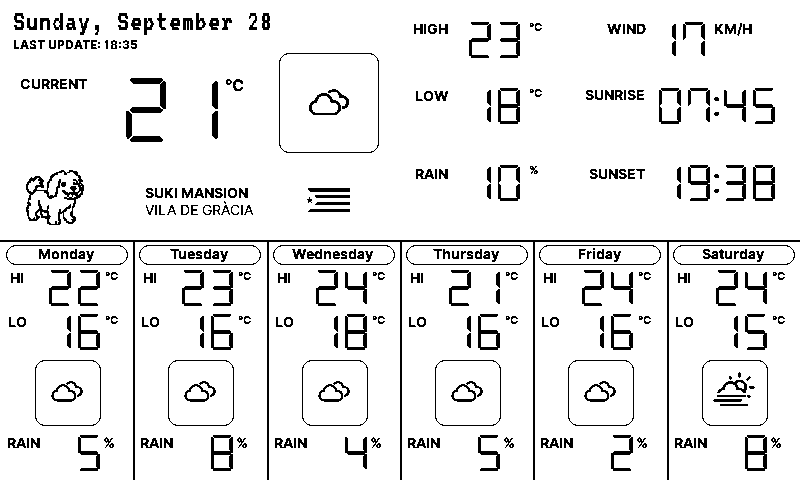 Sunday, September 28
LAST UPDATE: 18:35
CURRENT 21 °C
HIGH 23 °C
LOW 18 °C
RAIN 10 %
WIND 17 KM/H
SUNRISE 07:45
SUNSET 19:38
SUKI MANSION
VILA DE GRÀCIA
Monday
HI 22 °C
LO 16 °C
RAIN 5 %
Tuesday
HI 23 °C
LO 16 °C
RAIN 8 %
Wednesday
HI 24 °C
LO 18 °C
RAIN 4 %
Thursday
HI 21 °C
LO 16 °C
RAIN 5 %
Friday
HI 24 °C
LO 16 °C
RAIN 2 %
Saturday
HI 24 °C
LO 15 °C
RAIN 8 %